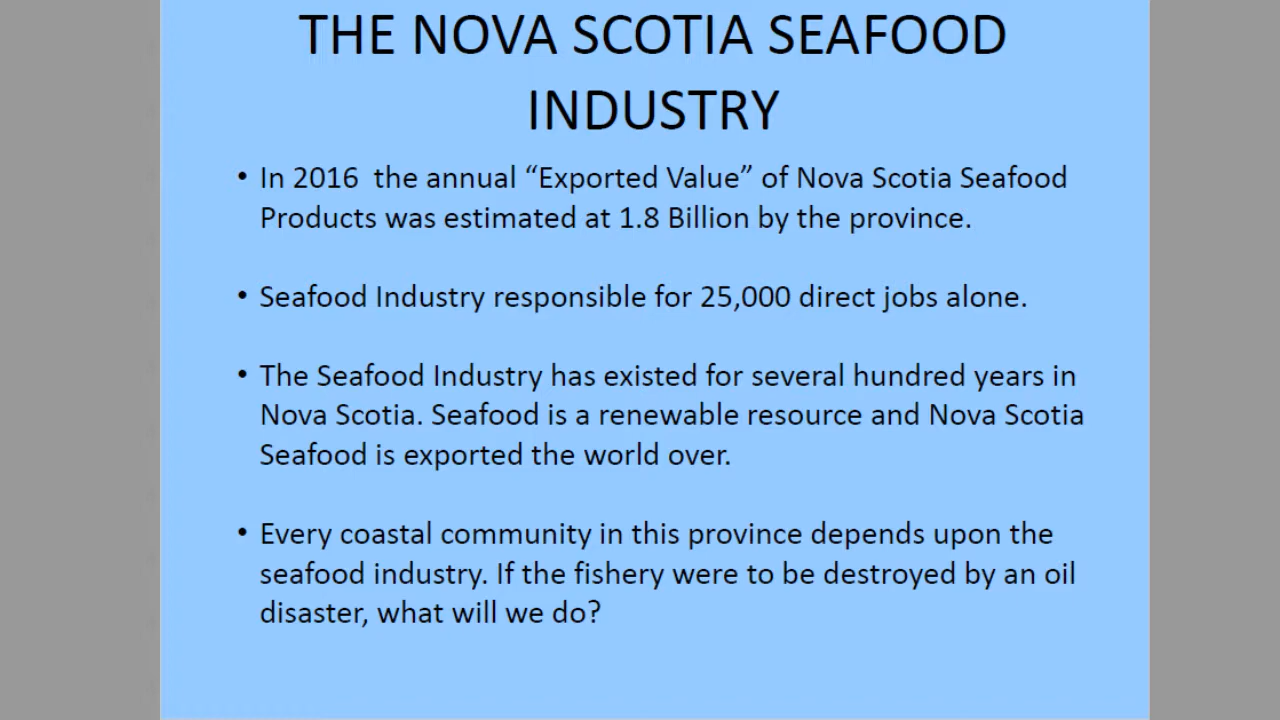 THE NOVA SCOTIA SEAFOOD
INDUSTRY
• In 2016  the annual “Exported Value” of Nova Scotia Seafood
Products was estimated at 1.8 Billion by the province.
• Seafood Industry responsible for 25,000 direct jobs alone.
• The Seafood Industry has existed for several hundred years in
Nova Scotia. Seafood is a renewable resource and Nova Scotia
Seafood is exported the world over.
• Every coastal community in this province depends upon the
seafood industry. If the fishery were to be destroyed by an oil
disaster, what will we do?